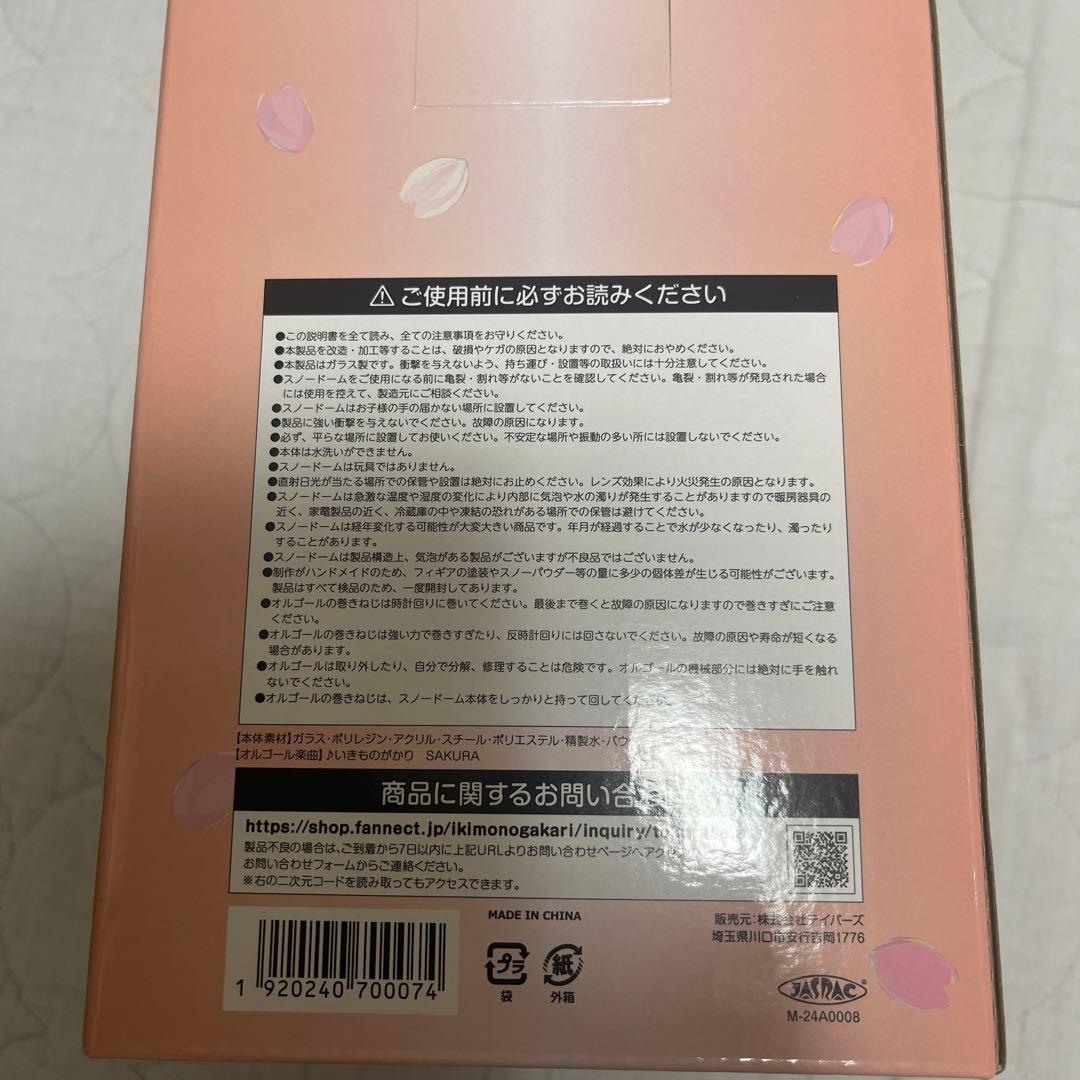 ⚠ご使用前に必ずお読みください
●この説明書を全て読み、全ての注意事項をお守りください。
●本製品を改造・加工等することは、破損やケガの原因となりますので、絶対におやめください。
●本製品はガラス製です。衝撃を与えないよう、持ち運び・設置等の取扱いには十分注意してください。
●スノードームをご使用になる前に亀裂・割れ等がないことを確認してください。亀裂・割れ等が発見された場合
には使用を控えて、製造元にご相談ください。
●スノードームはお子様の手の届かない場所に設置してください。
●製品に強い衝撃を与えないでください。故障の原因になります。
●必ず、平らな場所に設置してお使いください。不安定な場所や振動の多い所には設置しないでください。
●本体は水洗いができません。
●スノードームは玩具ではありません。
●直射日光が当たる場所での保管や設置は絶対にお止めください。レンズ効果により火災発生の原因となります。
●スノードームは急激な温度や湿度の変化により内部に気泡や水の濁りが発生することがありますので暖房器具の
近く、家電製品の近く、冷蔵庫の中や凍結の恐れがある場所での保管は避けてください。
●スノードームは経年変化する可能性が大変大きい商品です。年月が経過することで水が少なくなったり、濁ったり
することがあります。
●スノードームは製品構造上、気泡がある製品がございますが不良品ではございません。
●制作がハンドメイドのため、フィギアの塗装やスノーパウダー等の量に多少の個体差が生じる可能性がございます。
製品はすべて検品のため、一度開封してあります。
●オルゴールの巻きねじは時計回りに巻いてください。最後まで巻くと故障の原因になりますので巻きすぎにご注意
ください。
●オルゴールの巻きねじは強い力で巻きすぎたり、反時計回りには回さないでください。故障の原因や寿命が短くなる
場合があります。
●オルゴールは取り外したり、自分で分解、修理することは危険です。オルゴールの機械部分には絶対に手を触れ
ないでください。
●オルゴールの巻きねじは、スノードーム本体をしっかりと持って回してください。
【本体素材】ガラス・ポリレジン・アクリル・スチール・ポリエステル・精製水・パウ
【オルゴール楽曲】♪いきものがかり SAKURA
商品に関するお問い合
https://shop.fannect.jp/ikimonogakari/inquiry/
製品不良の場合は、ご到着から7日以内に上記URLよりお問い合わせページへアクセ
お問い合わせフォームからご連絡ください。
※右の二次元コードを読み取ってもアクセスできます。
1 920240 700074
MADE IN CHINA
プラ
袋
紙
外箱
販売元:株式会社テイパーズ
埼玉県川口市安行吉岡1776
JASRAC
M-24A0008